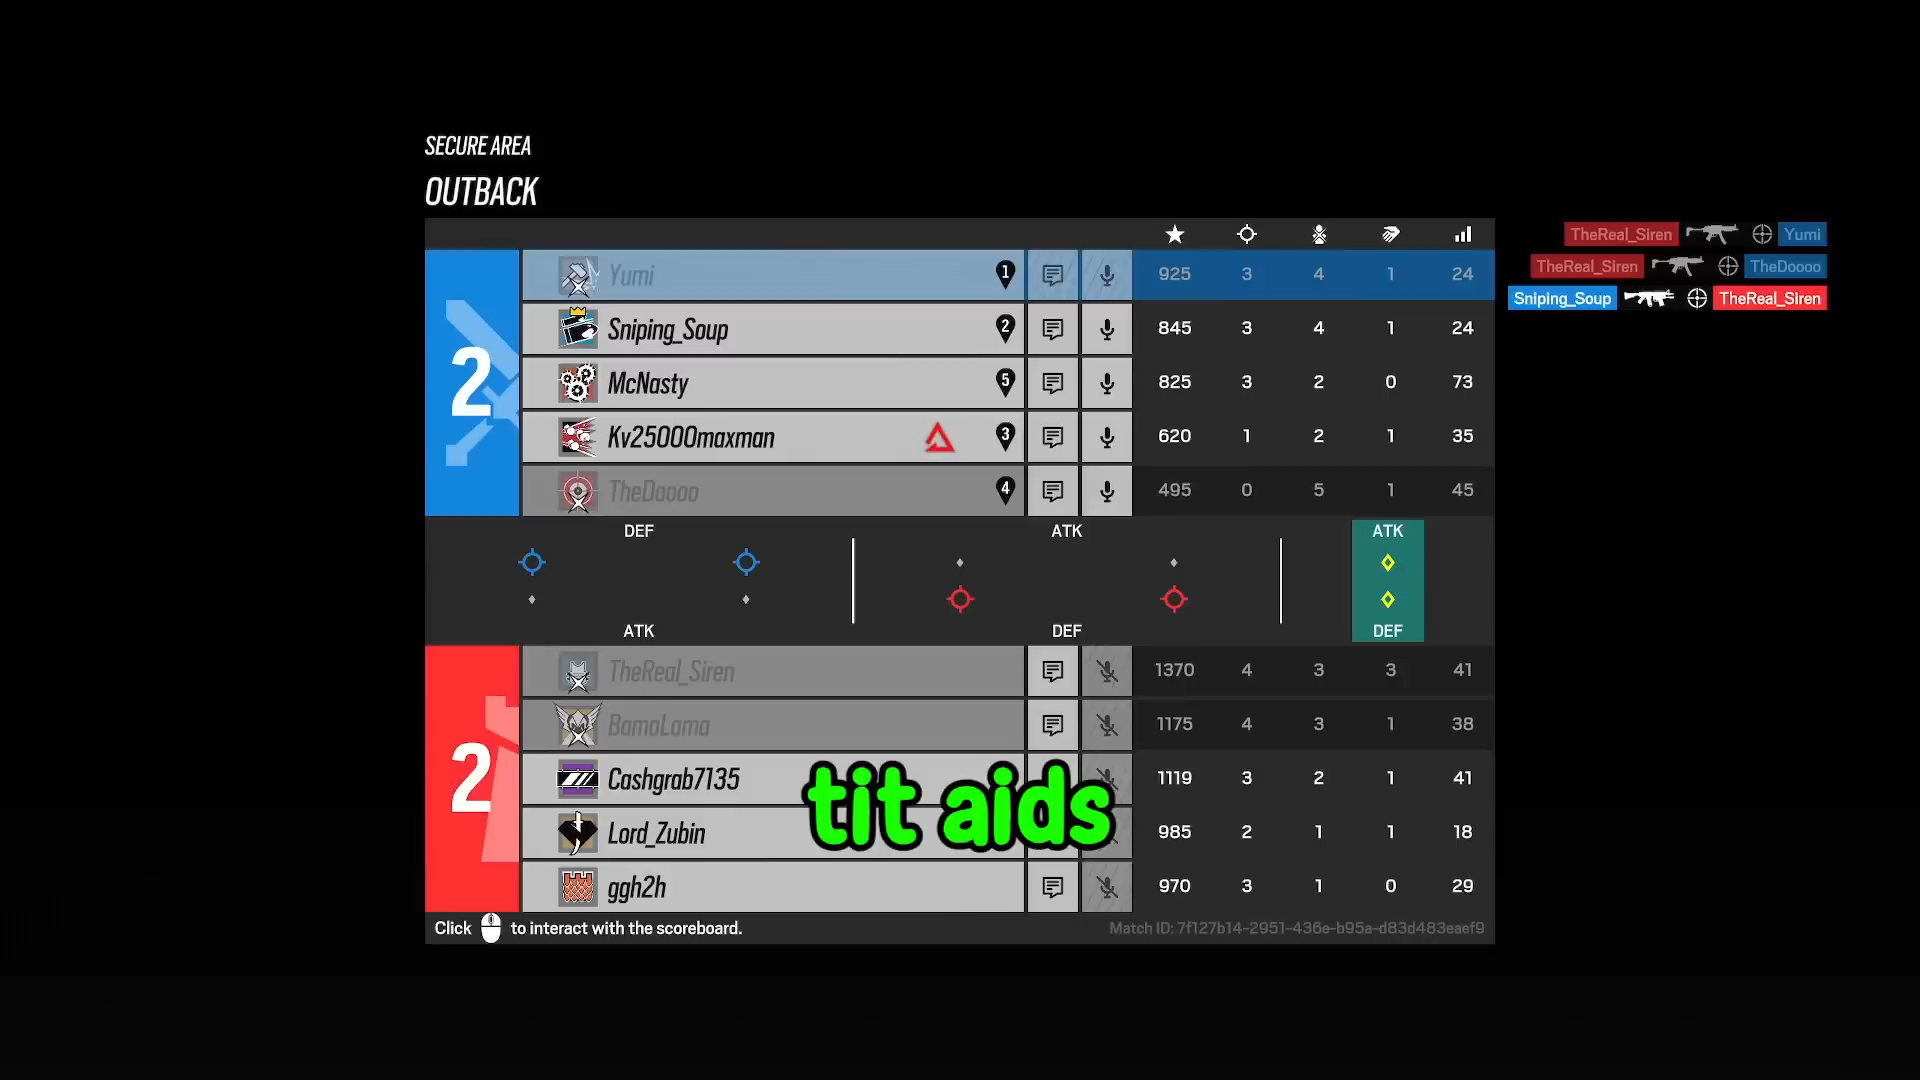 SECURE AREA
OUTBACK
TheReal_Siren Yumi
TheReal_Siren TheDoooo
Sniping_Soup TheReal_Siren
2
Yumi 1 925 3 4 1 24
Sniping_Soup 2 845 3 4 1 24
McNasty 5 825 3 2 0 73
Kv25000maxman 3 620 1 2 1 35
TheDoooo 4 495 0 5 1 45
DEF ATK ATK
ATK DEF DEF
2
TheReal_Siren 1370 4 3 3 41
BamaLama 1175 4 3 1 38
Cashgrab7135 1119 3 2 1 41
tit aids
Lord_Zubin 985 2 1 1 18
ggh2h 970 3 1 0 29
Click to interact with the scoreboard.
Match ID: 7f127b14-2951-436e-b95a-d83d483eaef9